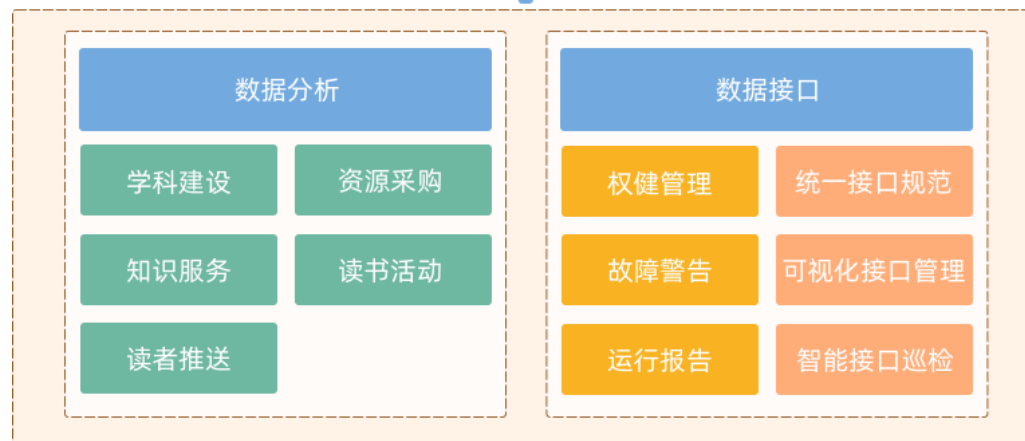 数据分析
学科建设 资源采购
知识服务 读书活动
读者推送
数据接口
权健管理 统一接口规范
故障警告 可视化接口管理
运行报告 智能接口巡检